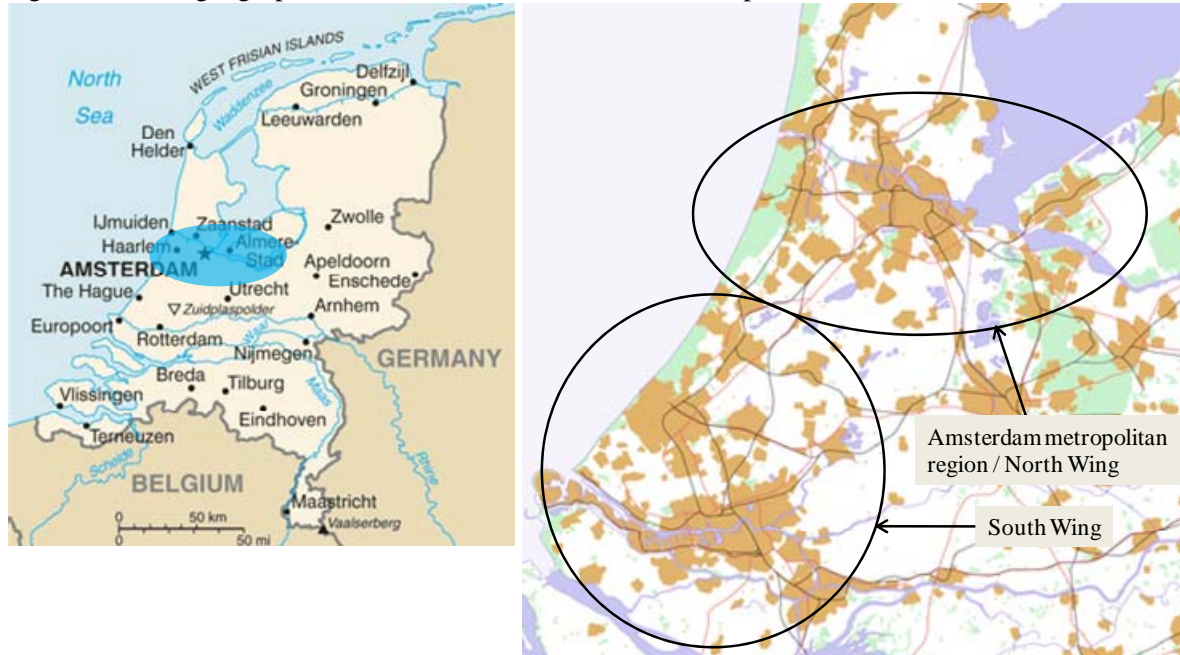 North
Sea
WEST FRISIAN ISLANDS
Waddenzee
Delfzijl
Groningen
Leeuwarden
Den
Helder
IJmuiden
Zaanstad
Zwolle
Haarlem
Almere-
Stad
AMSTERDAM
Apeldoorn
Enschede
The Hague
Utrecht
Zuidplaspolder
Arnhem
Europoort
Rotterdam
Waal
Nijmegen
GERMANY
Breda
Tilburg
Maas
Vlissingen
Eindhoven
Terneuzen
Schelde
Rhine
BELGIUM
Maastricht
Vaalserberg
0 50 km
0 50 mi
Amsterdam metropolitan
region / North Wing
South Wing